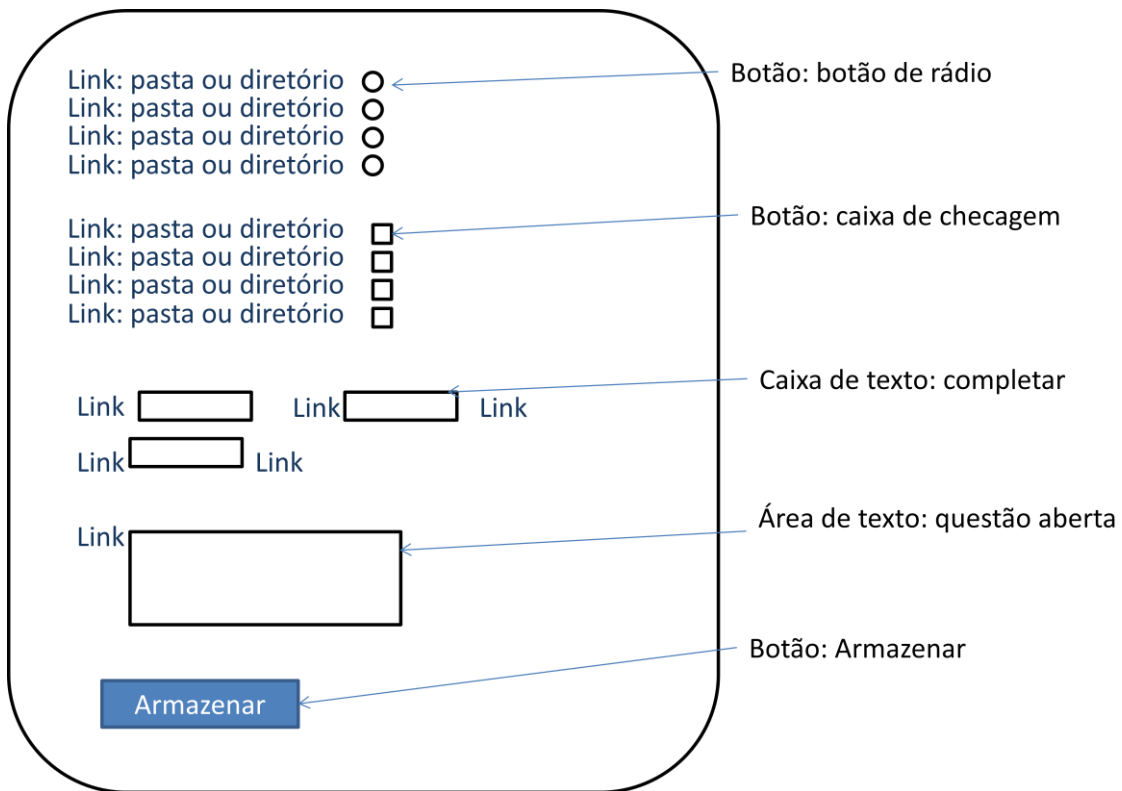 Link: pasta ou diretório
Link: pasta ou diretório
Link: pasta ou diretório
Link: pasta ou diretório
Botão: botão de rádio
Link: pasta ou diretório
Link: pasta ou diretório
Link: pasta ou diretório
Link: pasta ou diretório
Botão: caixa de checagem
Link Link Link
Caixa de texto: completar
Link Link
Link
Área de texto: questão aberta
Botão: Armazenar
Armazenar